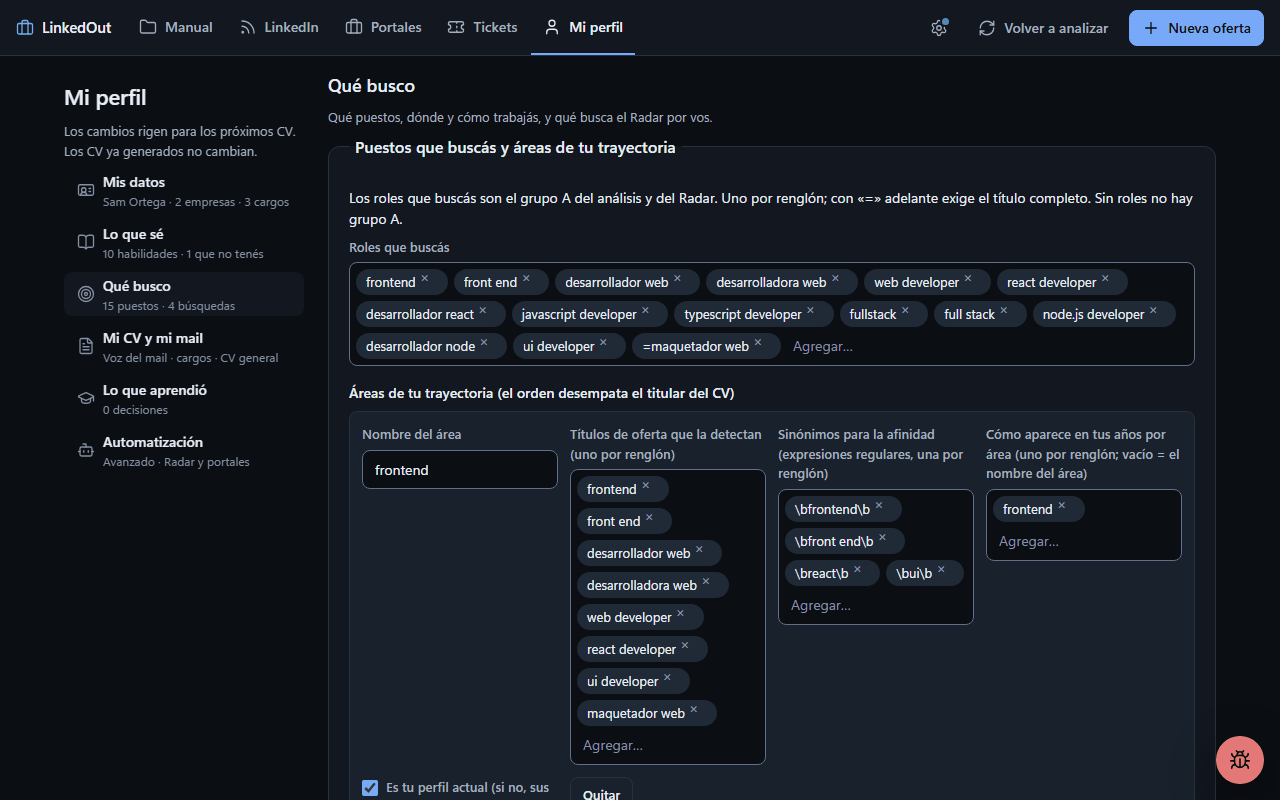 LinkedOut
Manual
LinkedIn
Portales
Tickets
Mi perfil
Volver a analizar
+ Nueva oferta
Mi perfil
Los cambios rigen para los próximos CV.
Los CV ya generados no cambian.
Mis datos
Sam Ortega · 2 empresas · 3 cargos
Lo que sé
10 habilidades · 1 que no tenés
Qué busco
15 puestos · 4 búsquedas
Mi CV y mi mail
Voz del mail · cargos · CV general
Lo que aprendió
0 decisiones
Automatización
Avanzado · Radar y portales
Qué busco
Qué puestos, dónde y cómo trabajás, y qué busca el Radar por vos.
Puestos que buscás y áreas de tu trayectoria
Los roles que buscás son el grupo A del análisis y del Radar. Uno por renglón; con «=» adelante exige el título completo. Sin roles no hay
grupo A.
Roles que buscás
frontend × front end × desarrollador web × desarrolladora web × web developer × react developer ×
desarrollador react × javascript developer × typescript developer × fullstack × full stack × node.js developer ×
desarrollador node × ui developer × =maquetador web × Agregar...
Áreas de tu trayectoria (el orden desempata el titular del CV)
Nombre del área
frontend
Títulos de oferta que la detectan
(uno por renglón)
frontend ×
front end ×
desarrollador web ×
desarrolladora web ×
web developer ×
react developer ×
ui developer ×
maquetador web ×
Agregar...
Sinónimos para la afinidad
(expresiones regulares, una por
renglón)
\bfrontend\b ×
\bfront end\b ×
\breact\b × \bui\b ×
Agregar...
Cómo aparece en tus años por
área (uno por renglón; vacío = el
nombre del área)
frontend ×
Agregar...
Es tu perfil actual (si no, sus
Quitar